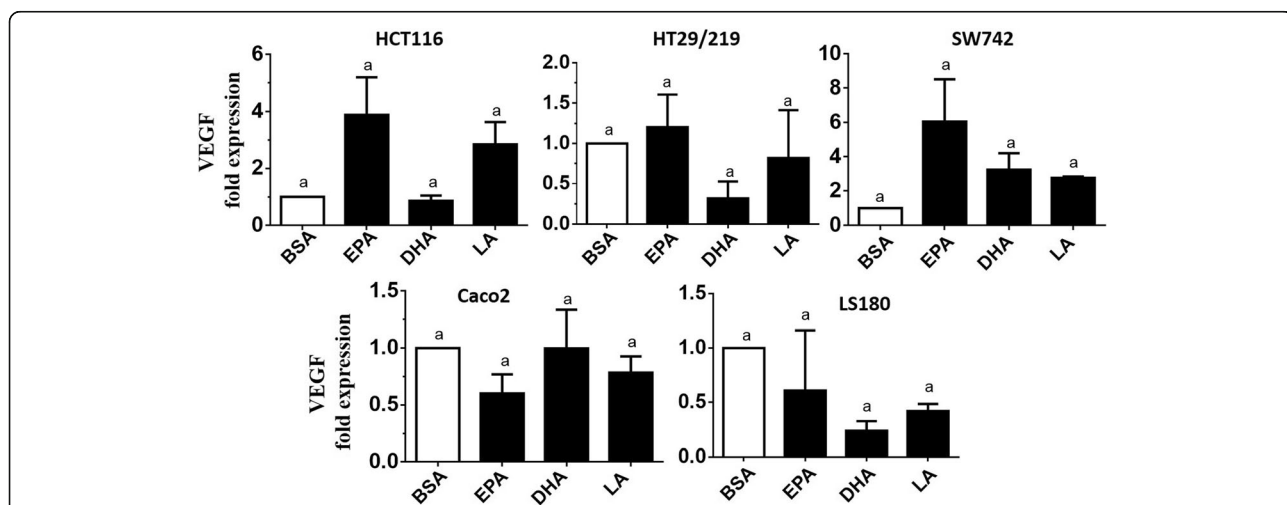 HCT116
HT29/219
SW742
VEGF
fold expression
6
4
2
0
a
a
a
a
BSA
EPA
DHA
LA
2.0
1.5
1.0
0.5
0.0
a
a
a
a
BSA
EPA
DHA
LA
10
8
6
4
2
0
a
a
a
a
BSA
EPA
DHA
LA
Caco2
LS180
VEGF
fold expression
1.5
1.0
0.5
0.0
a
a
a
a
BSA
EPA
DHA
LA
1.5
1.0
0.5
0.0
a
a
a
a
BSA
EPA
DHA
LA